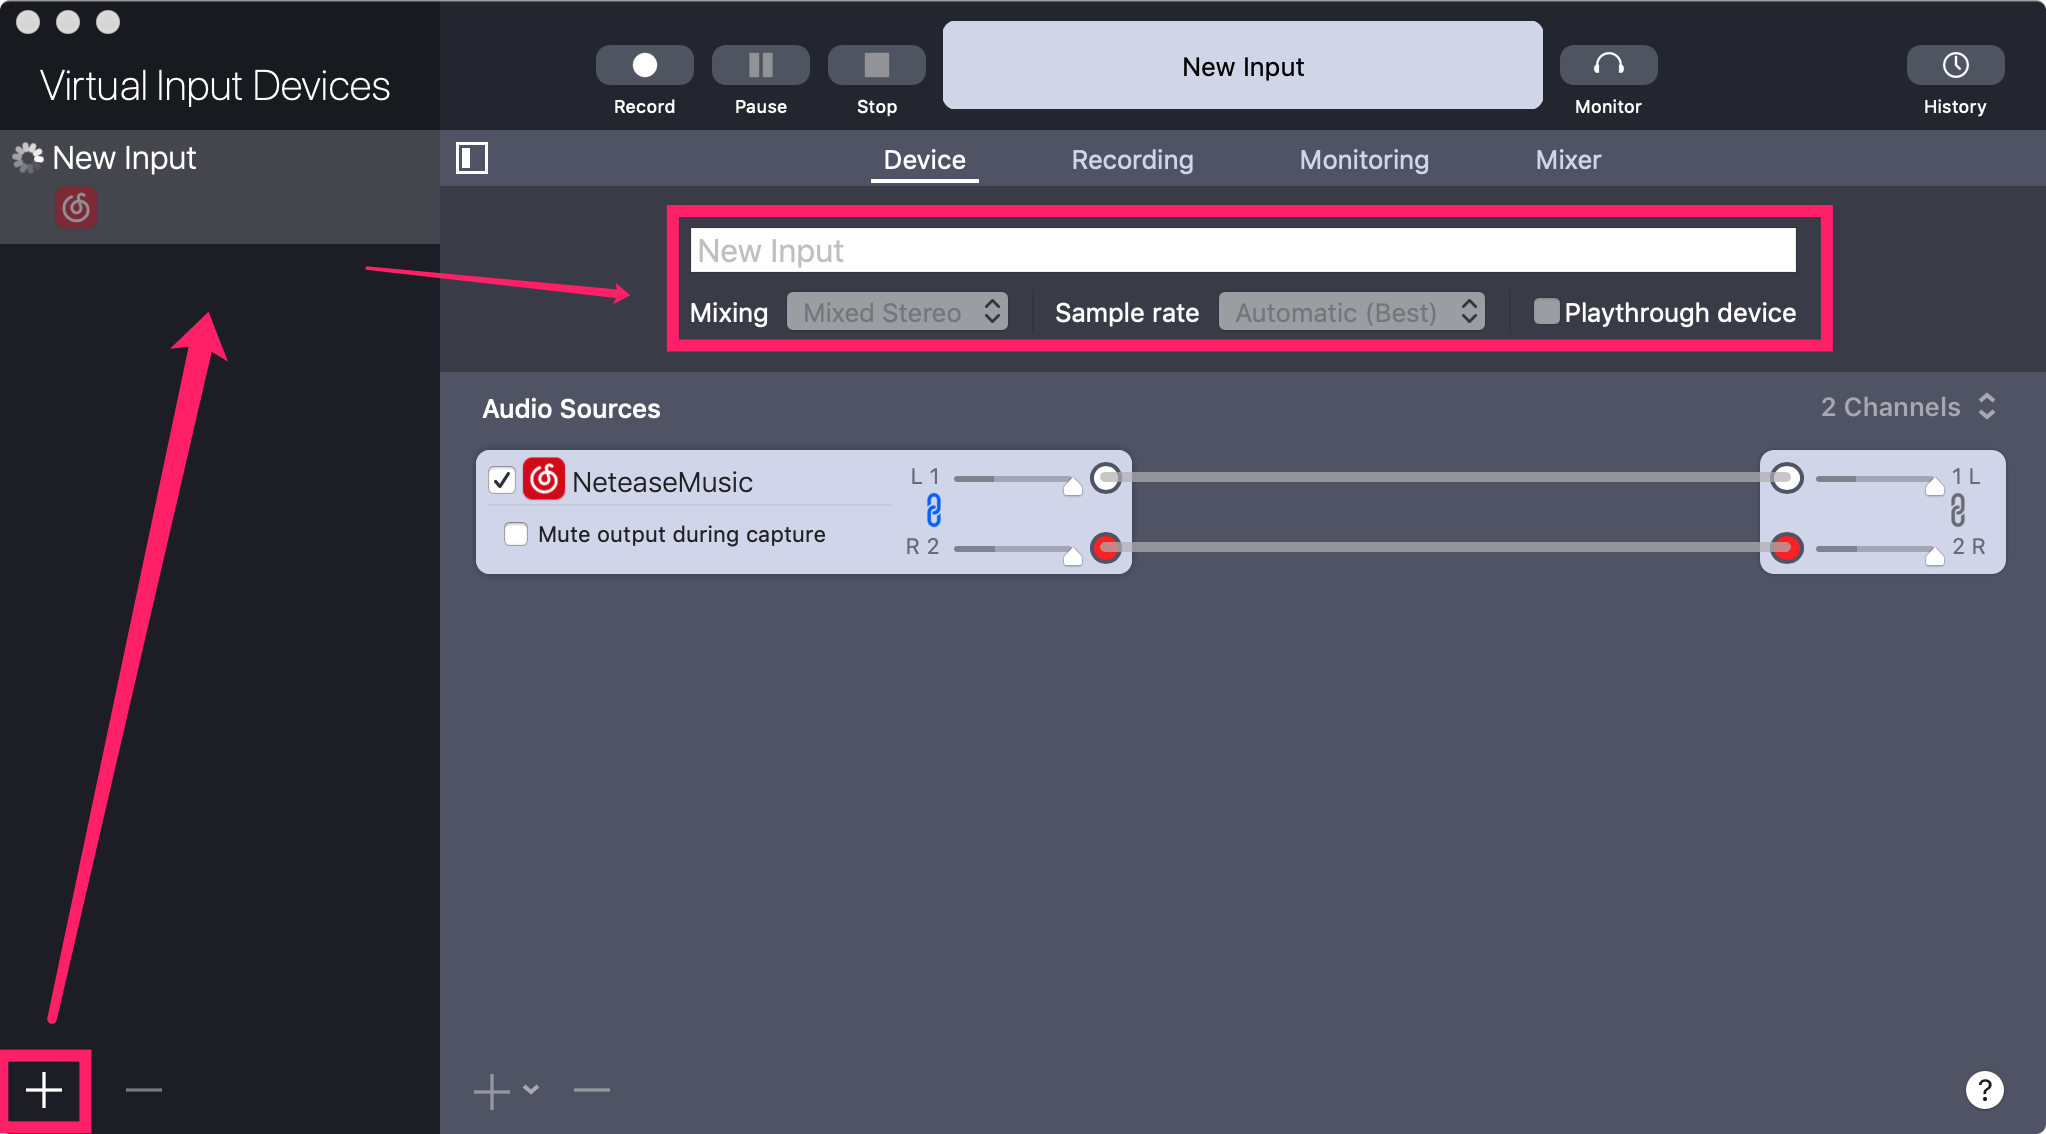 Virtual Input Devices
Record
Pause
Stop
New Input
Monitor
History
New Input
Device
Recording
Monitoring
Mixer
New Input
Mixing
Mixed Stereo
Sample rate
Automatic (Best)
Playthrough device
Audio Sources
2 Channels
NeteaseMusic
L 1
1 L
Mute output during capture
R 2
2 R
?